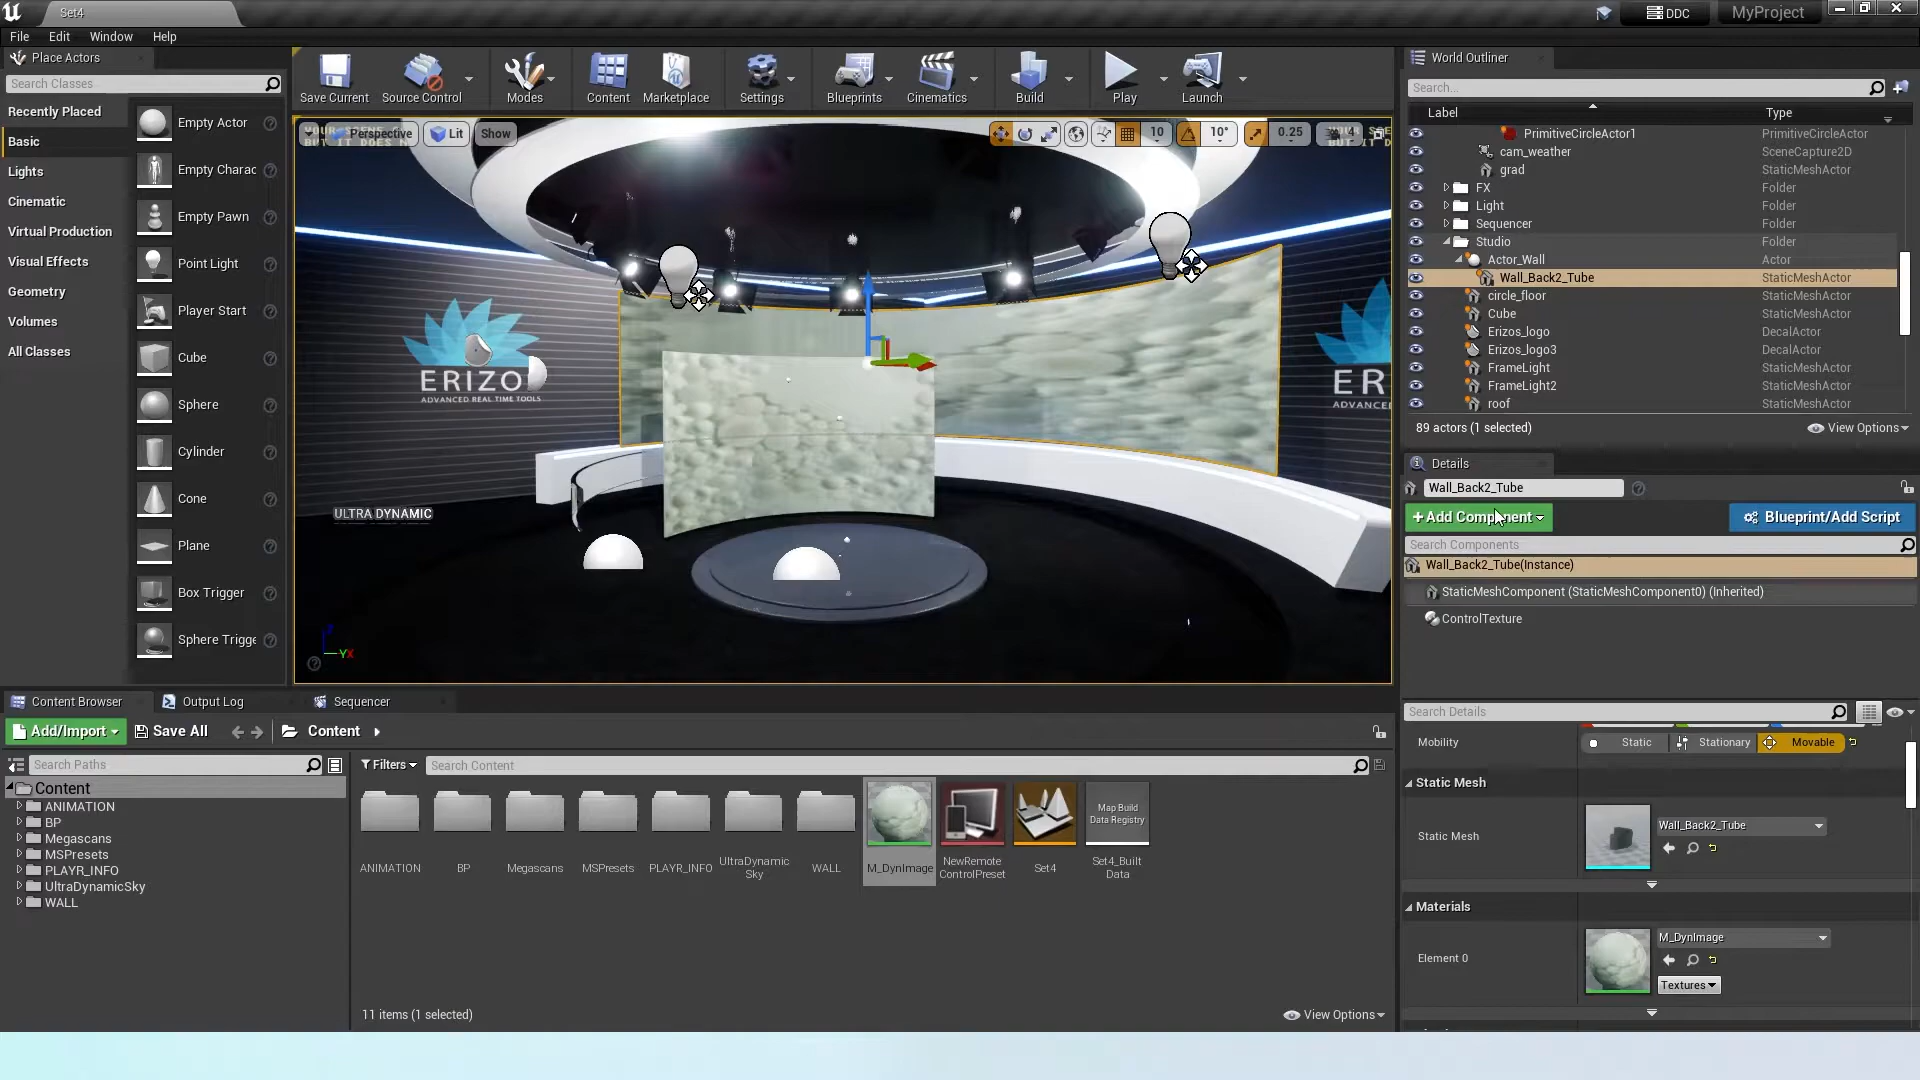 Set4
DDC
MyProject
File Edit Window Help
Place Actors
Search Classes
Recently Placed
Basic
Lights
Cinematic
Virtual Production
Visual Effects
Geometry
Volumes
All Classes
Empty Actor
Empty Charac
Empty Pawn
Point Light
Player Start
Cube
Sphere
Cylinder
Cone
Plane
Box Trigger
Sphere Trigge
Save Current
Source Control
Modes
Content
Marketplace
Settings
Blueprints
Cinematics
Build
Play
Launch
Perspective Lit Show
10 10° 0.25 4
BUT IT DOES N
BUT IT D
ERIZO
ADVANCED REAL TIME TOOLS
ER
ADVANCE
ULTRA DYNAMIC
YX
World Outliner
Search...
Label Type
PrimitiveCircleActor1 PrimitiveCircleActor
cam_weather SceneCapture2D
grad StaticMeshActor
FX Folder
Light Folder
Sequencer Folder
Studio Folder
Actor_Wall Actor
Wall_Back2_Tube StaticMeshActor
circle_floor StaticMeshActor
Cube StaticMeshActor
Erizos_logo DecalActor
Erizos_logo3 DecalActor
FrameLight StaticMeshActor
FrameLight2 StaticMeshActor
roof StaticMeshActor
89 actors (1 selected) View Options
Details
Wall_Back2_Tube
+Add Component Blueprint/Add Script
Search Components
Wall_Back2_Tube(Instance)
StaticMeshComponent (StaticMeshComponent0) (Inherited)
ControlTexture
Search Details
Mobility Static Stationary Movable
Static Mesh
Static Mesh Wall_Back2_Tube
Materials
Element 0 M_DynImage
Textures
Content Browser Output Log Sequencer
Add/Import Save All Content
Search Paths
Filters Search Content
Content
ANIMATION
BP
Megascans
MSPresets
PLAYR_INFO
UltraDynamicSky
WALL
ANIMATION
BP
Megascans
MSPresets
PLAYR_INFO
UltraDynamic
Sky
WALL
M_DynImage
NewRemote
ControlPreset
Set4
Map Build
Data Registry
Set4_Built
Data
11 items (1 selected) View Options